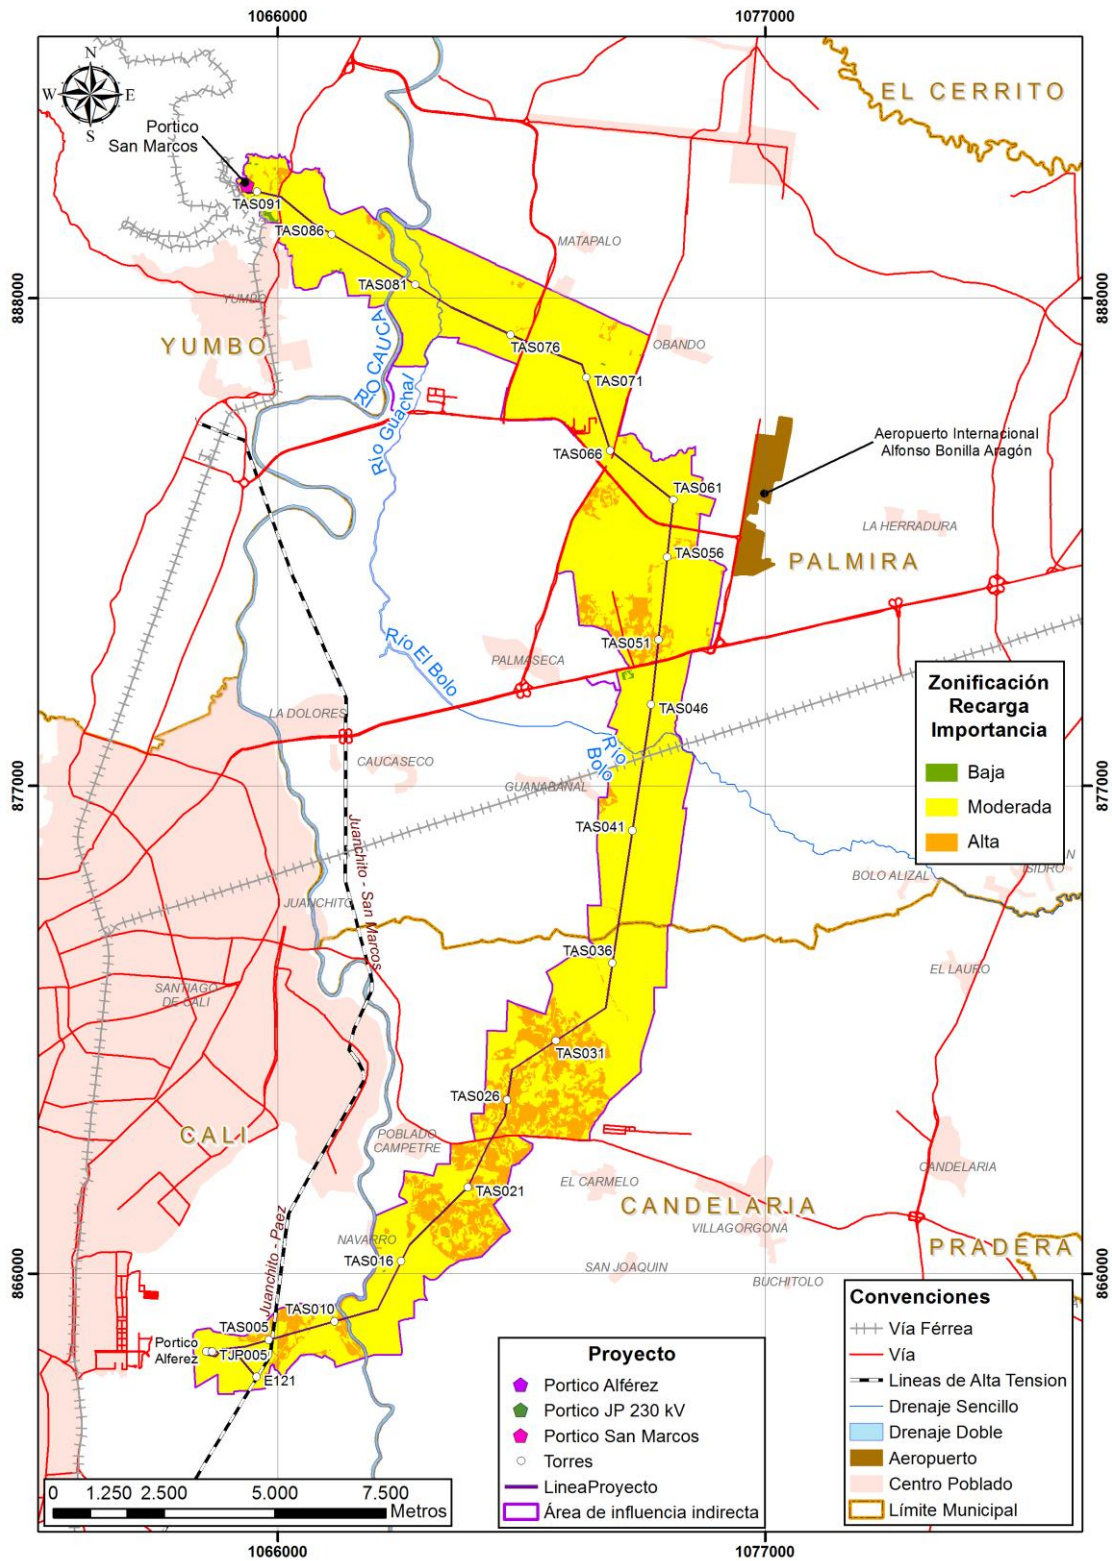 1066000
1077000
N
W
E
S
EL CERRITO
Portico
San Marcos
TAS091
TAS086
MATAPALO
TAS081
888000
888000
YUMBO
RÍO CAUCA
TAS076
YUMBO
OBANDO
TAS071
Río Guachal
Aeropuerto Internacional
Alfonso Bonilla Aragón
TAS066
TAS061
LA HERRADURA
TAS056
PALMIRA
Río El Bolo
TAS051
PALMASECA
Zonificación
Recarga
Importancia
Baja
Moderada
Alta
TAS046
LA DOLORES
Río
Bolo
CAUCASECO
877000
877000
GUANABANAL
TAS041
Juanchito - San Marcos
BOLO ALIZAL
ISIDRO
JUANCHITO
TAS036
EL LAURO
SANTIAGO
DE SALI
TAS031
TAS026
CALI
POBLADO
CAMPETRE
CANDELARIA
EL CARMELO
TAS021
CANDELARIA
VILLAGORGONA
NAVARRO
PRADERA
TAS016
SAN JOAQUIN
BUCHITOLO
866000
866000
Juanchito - Paez
TAS010
TAS005
Portico
Alferez
TJP005
E121
Proyecto
Portico Alférez
Portico JP 230 kV
Portico San Marcos
Torres
LineaProyecto
Área de influencia indirecta
Convenciones
Vía Férrea
Vía
Lineas de Alta Tension
Drenaje Sencillo
Drenaje Doble
Aeropuerto
Centro Poblado
Límite Municipal
0 1.250 2.500 5.000 7.500
Metros
1066000
1077000